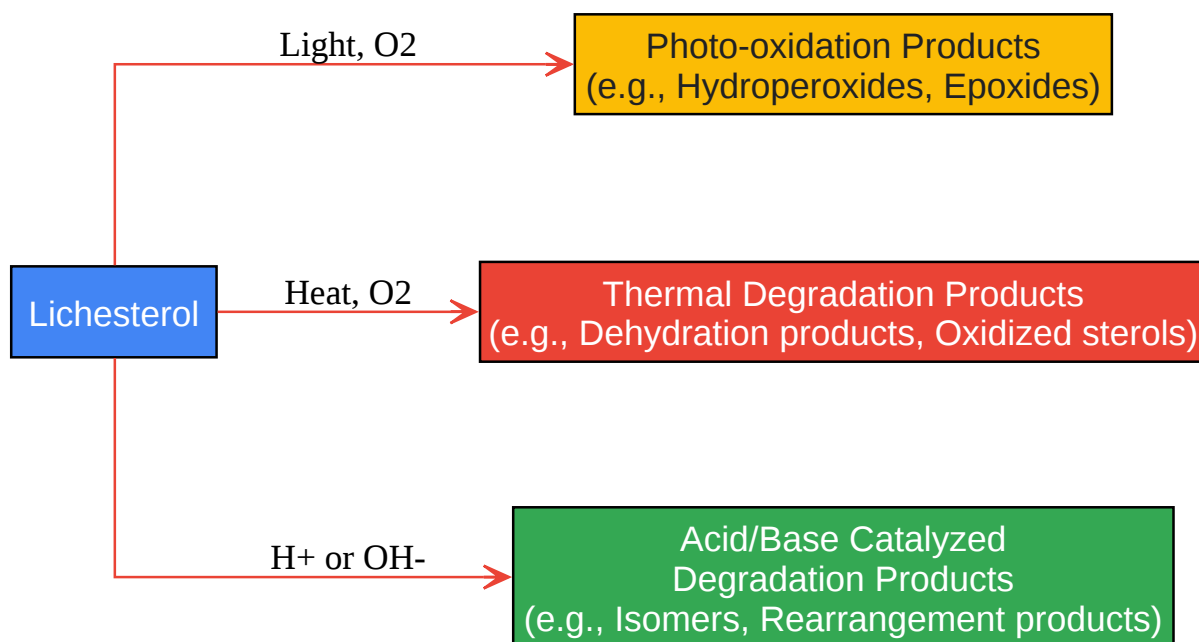 Light, O2
Photo-oxidation Products
(e.g., Hydroperoxides, Epoxides)
Lichesterol
Heat, O2
Thermal Degradation Products
(e.g., Dehydration products, Oxidized sterols)
H+ or OH-
Acid/Base Catalyzed
Degradation Products
(e.g., Isomers, Rearrangement products)